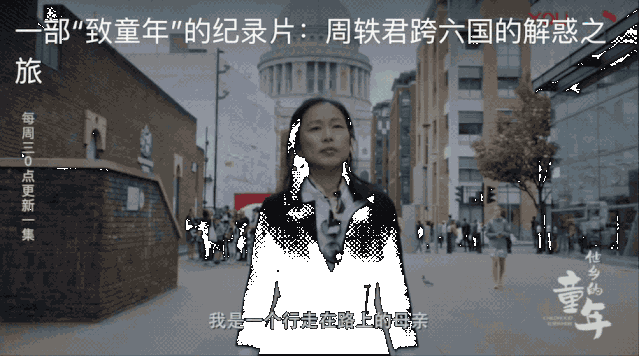 一部“致童年”的纪录片：周轶君跨六国的解惑之
旅
每周三0点更新一集
我是一个行走在路上的母亲
他乡的
童年